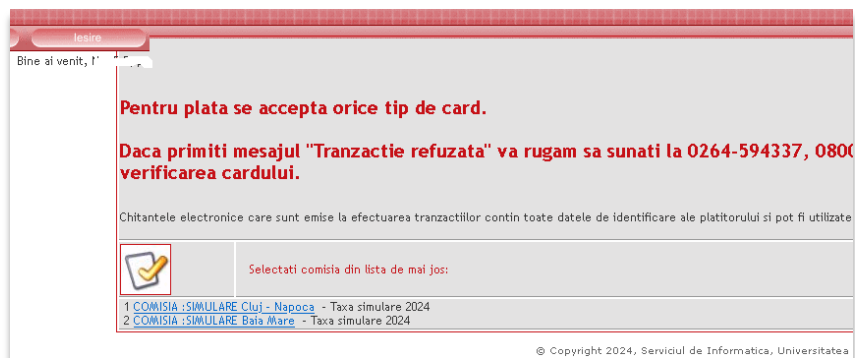 Iesire
Bine ai venit,
Pentru plata se accepta orice tip de card.
Daca primiti mesajul "Tranzactie refuzata" va rugam sa sunati la 0264-594337, 0800
verificarea cardului.
Chitantele electronice care sunt emise la efectuarea tranzactiilor contin toate datele de identificare ale platitorului si pot fi utilizate
Selectati comisia din lista de mai jos:
1 COMISIA :SIMULARE Cluj - Napoca - Taxa simulare 2024
2 COMISIA :SIMULARE Baia Mare - Taxa simulare 2024
© Copyright 2024, Serviciul de Informatica, Universitatea